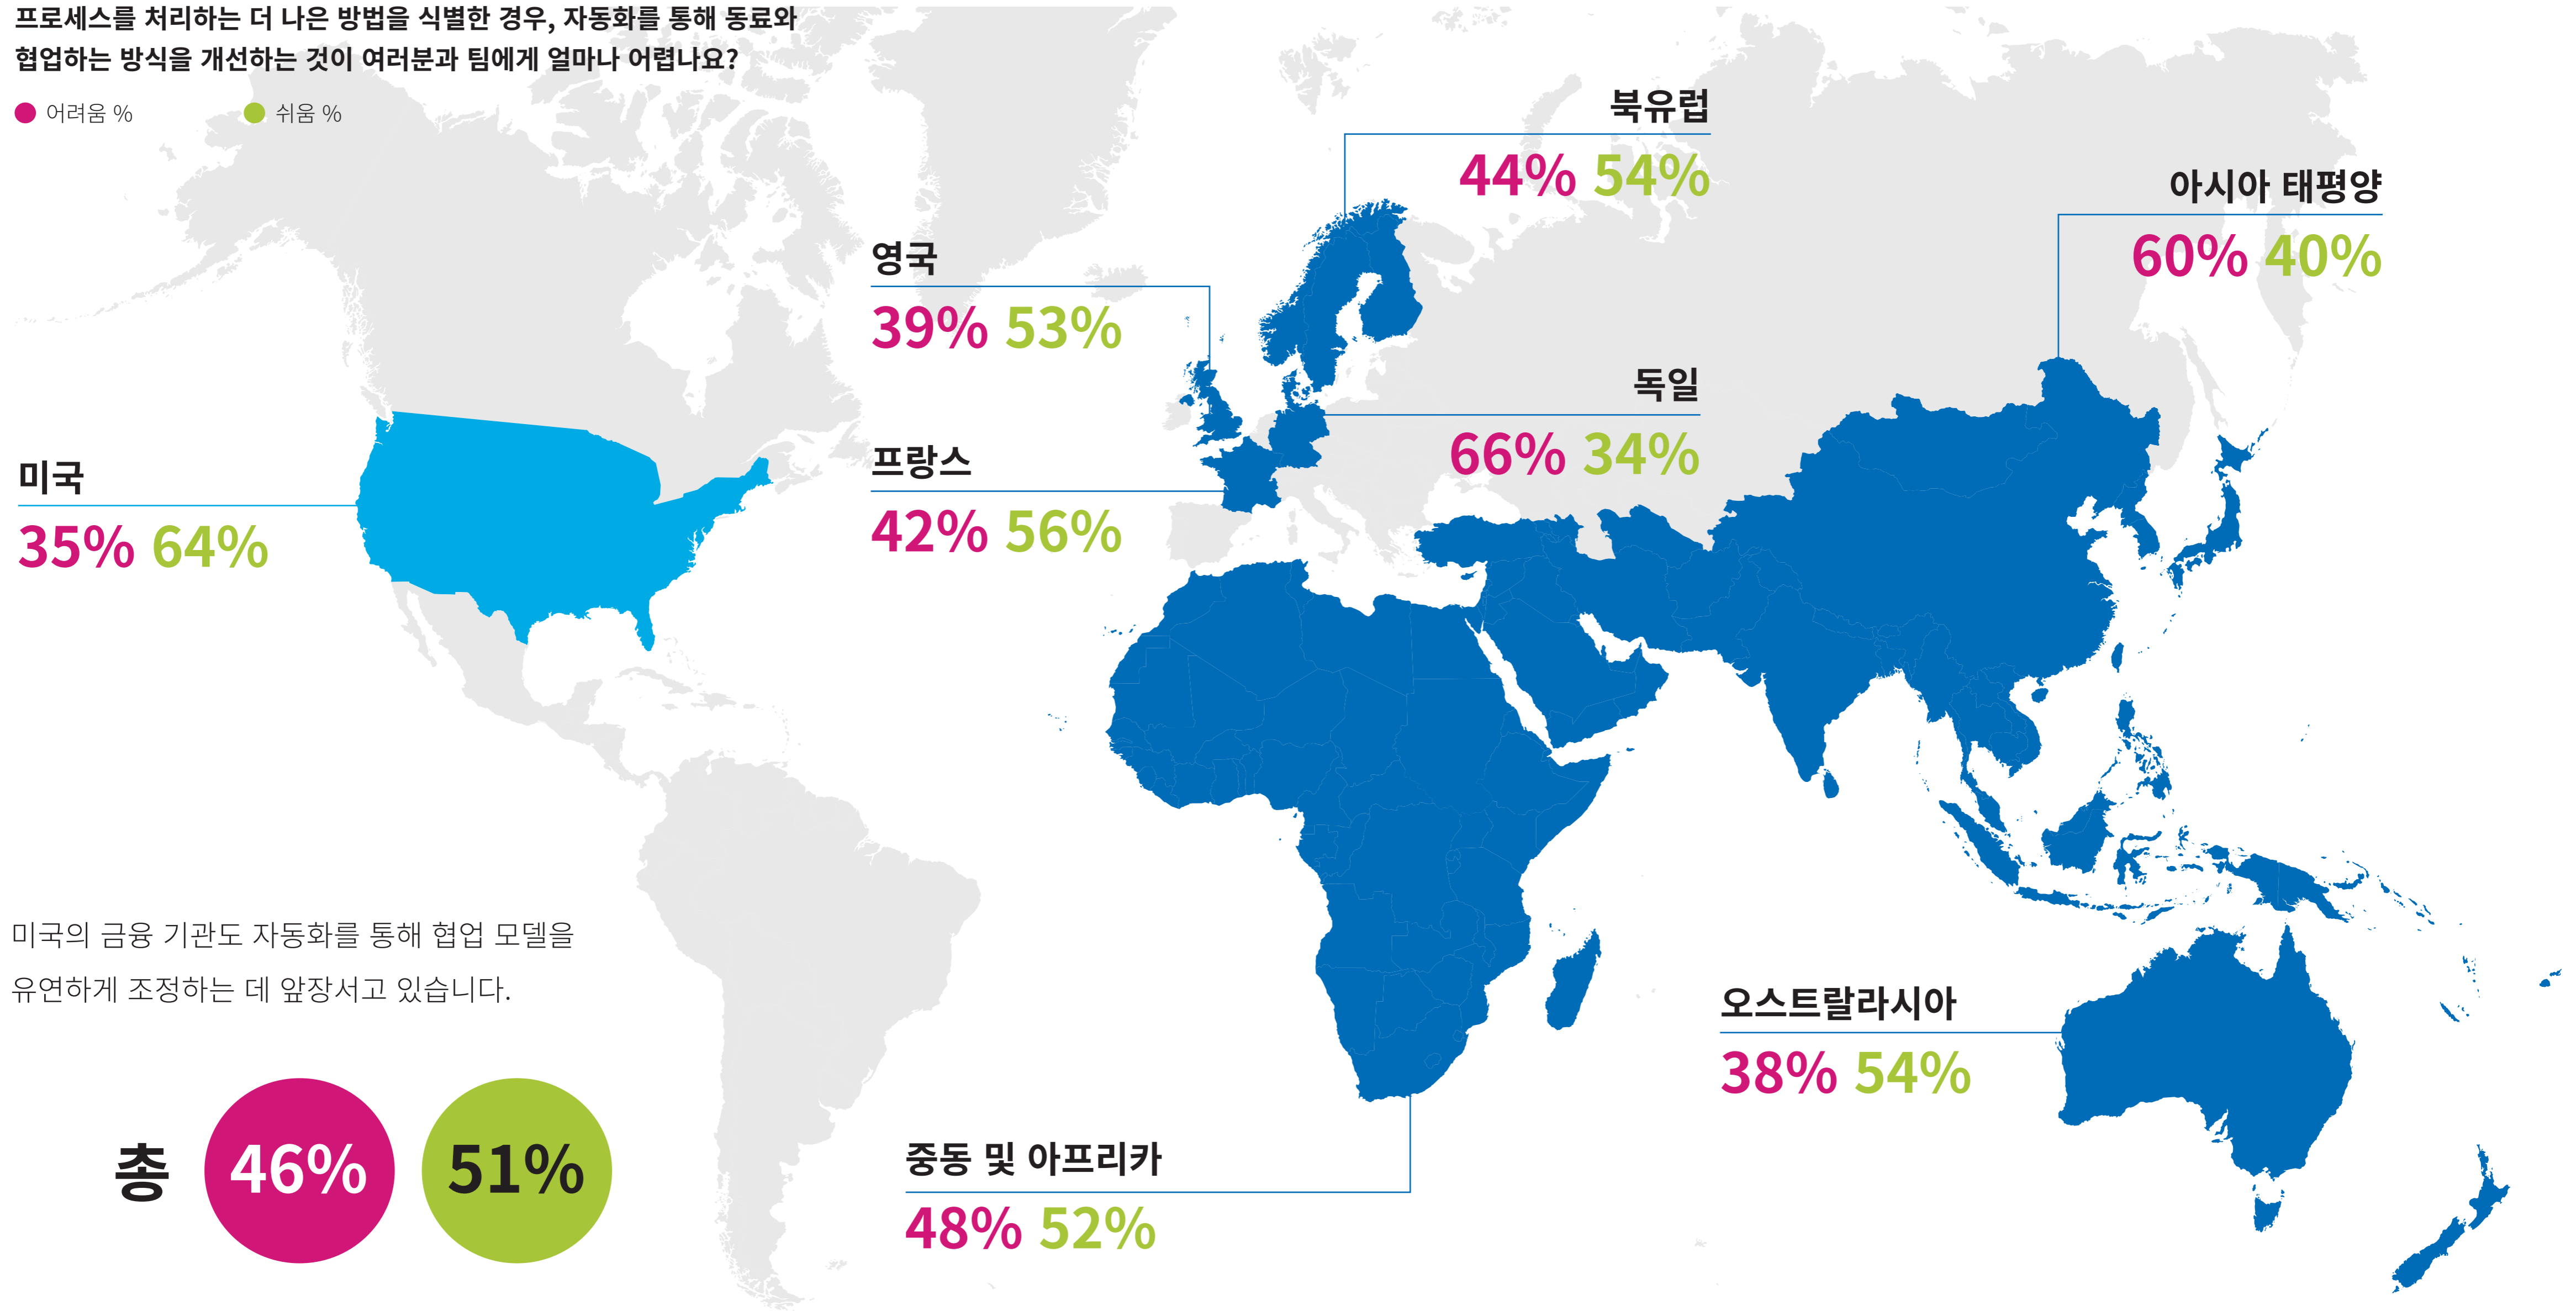 프로세스를 처리하는 더 나은 방법을 식별한 경우, 자동화를 통해 동료와
협업하는 방식을 개선하는 것이 여러분과 팀에게 얼마나 어렵나요?
어려움 % 쉬움 %
북유럽
44% 54%
아시아 태평양
60% 40%
영국
39% 53%
독일
66% 34%
프랑스
42% 56%
미국
35% 64%
미국의 금융 기관도 자동화를 통해 협업 모델을
유연하게 조정하는 데 앞장서고 있습니다.
오스트랄라시아
38% 54%
총 46% 51%
중동 및 아프리카
48% 52%